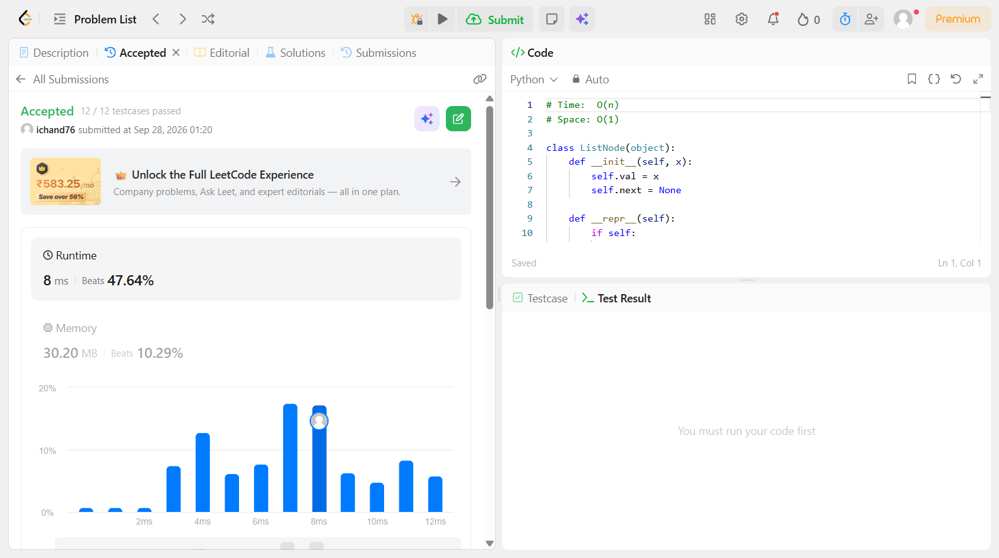 Problem List
Submit
0
Premium
Description
Accepted
Editorial
Solutions
Submissions
All Submissions
Accepted 12 / 12 testcases passed
ichand76 submitted at Sep 28, 2026 01:20
₹583.25/mo
Save over 56%
Unlock the Full LeetCode Experience
Company problems, Ask Leet, and expert editorials — all in one plan.
Runtime
8 ms Beats 47.64%
Memory
30.20 MB Beats 10.29%
20%
10%
0%
2ms 4ms 6ms 8ms 10ms 12ms
</> Code
Python Auto
1 # Time:  O(n)
2 # Space: O(1)
3
4 class ListNode(object):
5     def __init__(self, x):
6         self.val = x
7         self.next = None
8
9     def __repr__(self):
10         if self:
Saved
Ln 1, Col 1
Testcase
Test Result
You must run your code first